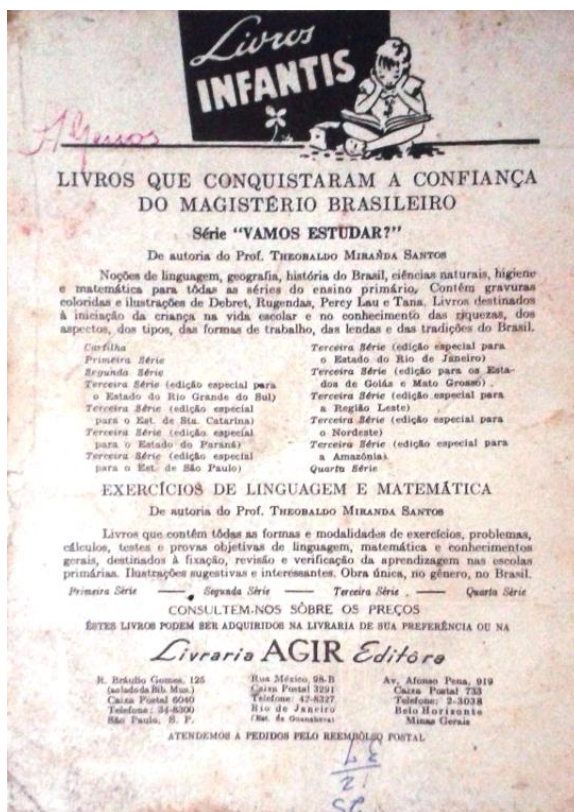 Livros
INFANTIS
LIVROS QUE CONQUISTARAM A CONFIANÇA
DO MAGISTÉRIO BRASILEIRO
Série "VAMOS ESTUDAR?"
De autoria do Prof. THEOBALDO MIRANDA SANTOS
Noções de linguagem, geografia, história do Brasil, ciências naturais, higiene
e matemática para tôdas as séries do ensino primário. Contêm gravuras
coloridas e ilustrações de Debret, Rugendas, Percy Lau e Tana. Livros destinados
à iniciação da criança na vida escolar e no conhecimento das riquezas, dos
aspectos, dos tipos, das formas de trabalho, das lendas e das tradições do Brasil.
Cartilha
Primeira Série
Segunda Série
Terceira Série (edição especial para
o Estado do Rio Grande do Sul)
Terceira Série (edição especial
para o Est. de Sta. Catarina)
Terceira Série (edição especial
para o Estado do Paraná)
Terceira Série (edição especial
para o Est. de São Paulo)
Terceira Série (edição especial para
o Estado do Rio de Janeiro)
Terceira Série (edição para os Esta-
dos de Goiás e Mato Grosso)
Terceira Série (edição especial para
a Região Leste)
Terceira Série (edição especial para
o Nordeste)
Terceira Série (edição especial para
a Amazônia)
Quarta Série
EXERCÍCIOS DE LINGUAGEM E MATEMÁTICA
De autoria do Prof. THEOBALDO MIRANDA SANTOS
Livros que contêm tôdas as formas e modalidades de exercícios, problemas,
cálculos, testes e provas objetivas de linguagem, matemática e conhecimentos
gerais, destinados à fixação, revisão e verificação da aprendizagem nas escolas
primárias. Ilustrações sugestivas e interessantes. Obra única, no gênero, no Brasil.
Primeira Série — Segunda Série — Terceira Série — Quarta Série
CONSULTEM-NOS SÔBRE OS PREÇOS
ÊSTES LIVROS PODEM SER ADQUIRIDOS NA LIVRARIA DE SUA PREFERÊNCIA OU NA
Livraria AGIR Editôra
R. Bráulio Gomes, 125
(ao lado da Bib. Mun.)
Caixa Postal 6040
Telefone: 34-8300
São Paulo, S. P.
Rua México, 98-B
Caixa Postal 3291
Telefone: 42-8327
Rio de Janeiro
(Est. da Guanabara)
Av. Afonso Pena, 919
Caixa Postal 733
Telefone: 2-3038
Belo Horizonte
Minas Gerais
ATENDEMOS A PEDIDOS PELO REEMBÔLSO POSTAL